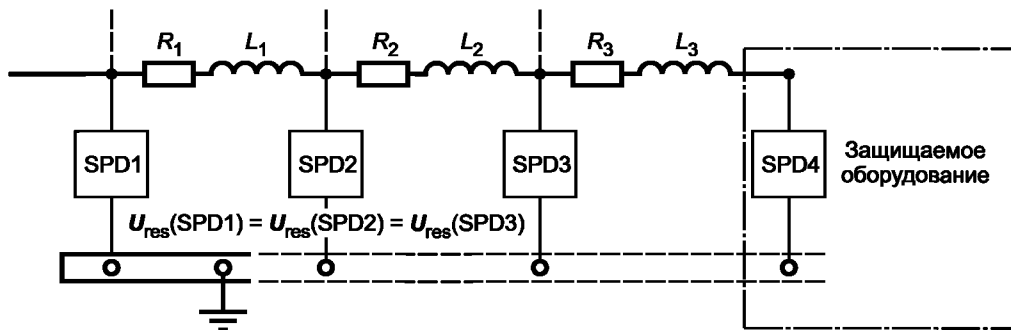 R1 L1 R2 L2 R3 L3
SPD1 SPD2 SPD3 SPD4 Защищаемое
оборудование
Ures(SPD1) = Ures(SPD2) = Ures(SPD3)